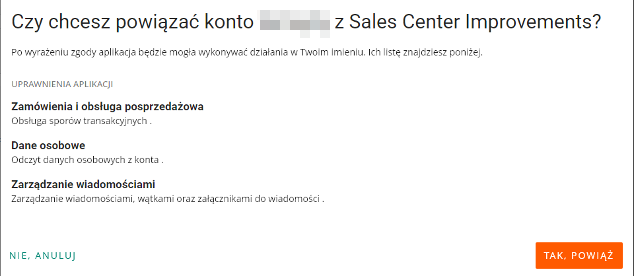 Czy chcesz powiązać konto z Sales Center Improvements?
Po wyrażeniu zgody aplikacja będzie mogła wykonywać działania w Twoim imieniu. Ich listę znajdziesz poniżej.
UPRAWNIENIA APLIKACJI
Zamówienia i obsługa posprzedażowa
Obsługa sporów transakcyjnych .
Dane osobowe
Odczyt danych osobowych z konta .
Zarządzanie wiadomościami
Zarządzanie wiadomościami, wątkami oraz załącznikami do wiadomości .
NIE, ANULUJ
TAK, POWIĄŻ